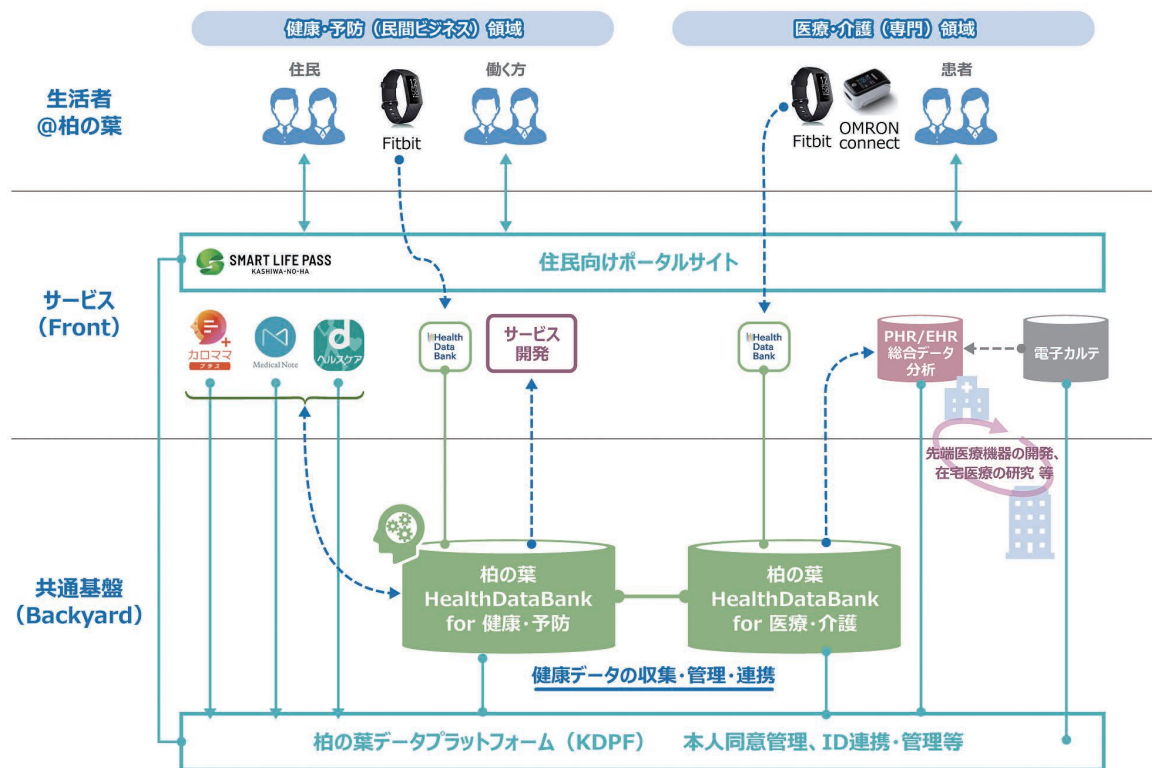 健康・予防（民間ビジネス）領域
医療・介護（専門）領域
生活者
@柏の葉
住民
Fitbit
働く方
Fitbit
OMRON
connect
患者
SMART LIFE PASS
KASHIWA-NO-HA
住民向けポータルサイト
サービス
（Front）
カロママ
プラス
Medical Note
d
ヘルスケア
Health
Data
Bank
サービス
開発
Health
Data
Bank
PHR/EHR
総合データ
分析
電子カルテ
先端医療機器の開発、
在宅医療の研究 等
共通基盤
（Backyard）
柏の葉
HealthDataBank
for 健康・予防
柏の葉
HealthDataBank
for 医療・介護
健康データの収集・管理・連携
柏の葉データプラットフォーム（KDPF） 本人同意管理、ID連携・管理等